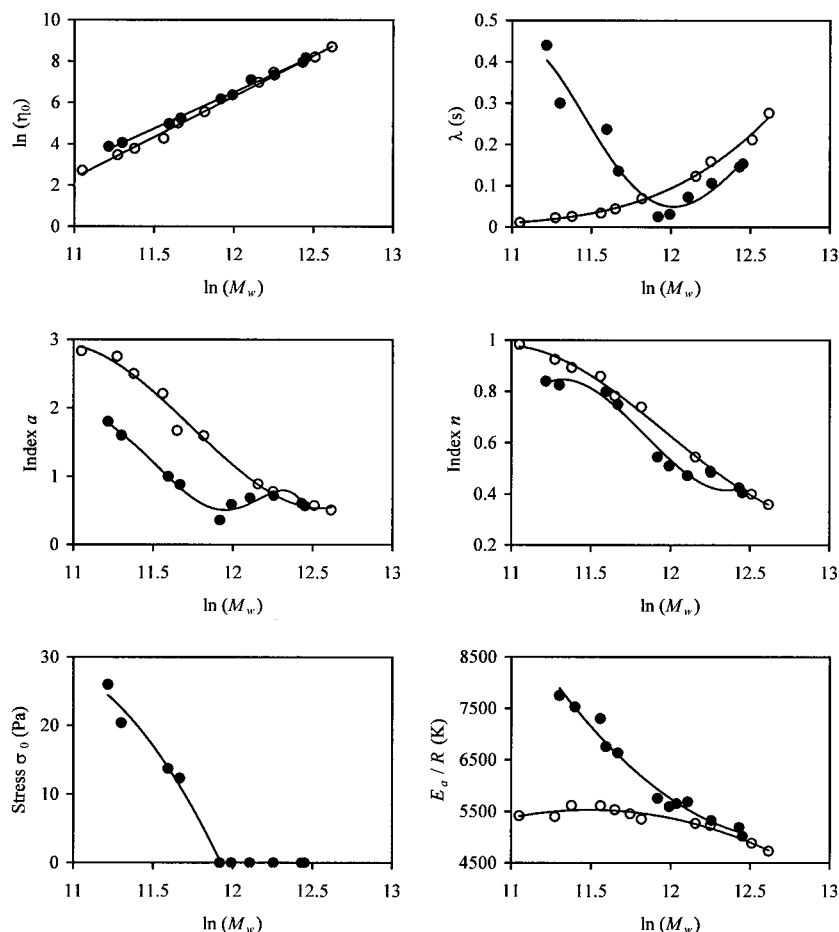 10
8
6
4
2
0
ln (η0)
11 11.5 12 12.5 13
ln (Mw)
0.5
0.4
0.3
0.2
0.1
0
λ (s)
11 11.5 12 12.5 13
ln (Mw)
3
2
1
0
Index a
11 11.5 12 12.5 13
ln (Mw)
1
0.8
0.6
0.4
0.2
Index n
11 11.5 12 12.5 13
ln (Mw)
30
20
10
0
Stress σ0 (Pa)
11 11.5 12 12.5 13
ln (Mw)
8500
7500
6500
5500
4500
Ea / R (K)
11 11.5 12 12.5 13
ln (Mw)